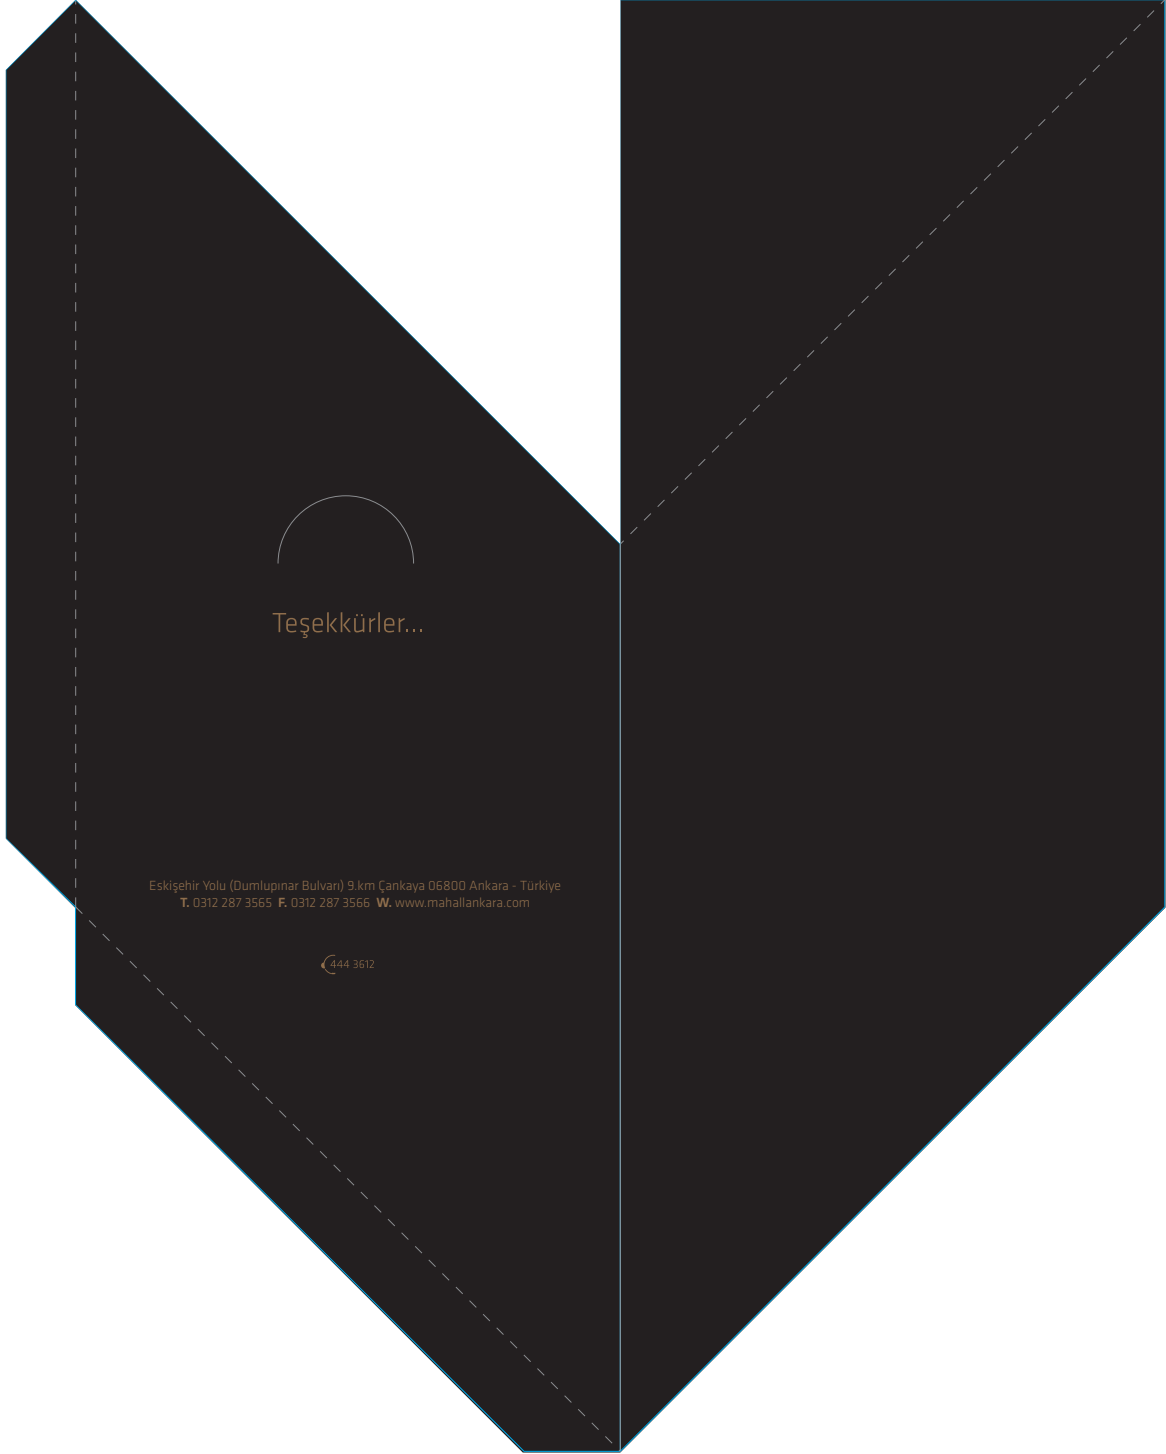 Teşekkürler...
Eskişehir Yolu (Dumlupınar Bulvarı) 9.km Çankaya 06800 Ankara - Türkiye
T. 0312 287 3565 F. 0312 287 3566 W. www.mahallankara.com
444 3612